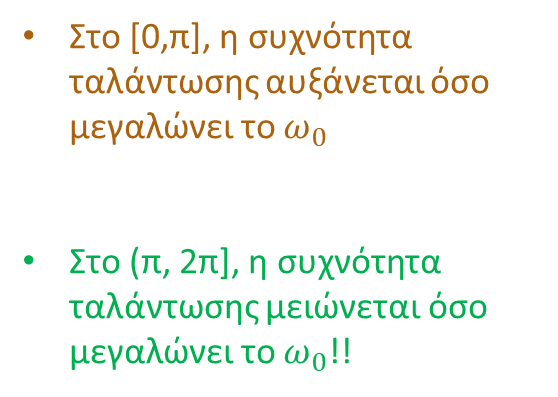 • Στο [0,π], η συχνότητα
ταλάντωσης αυξάνεται όσο
μεγαλώνει το ω₀
• Στο (π, 2π], η συχνότητα
ταλάντωσης μειώνεται όσο
μεγαλώνει το ω₀!!